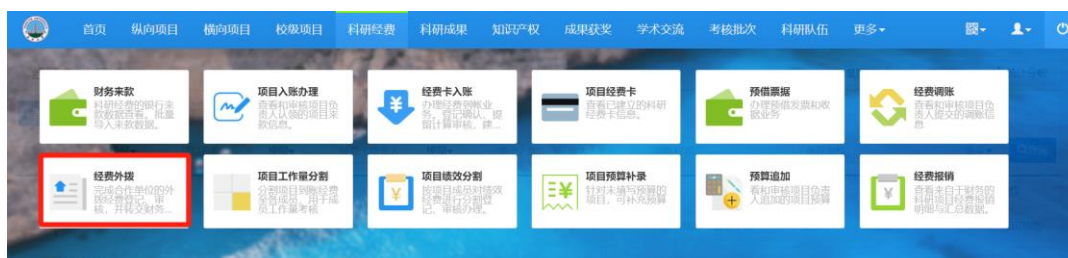 首页 纵向项目 横向项目 校级项目 科研经费 科研成果 知识产权 成果获奖 学术交流 考核批次 科研队伍 更多
财务来款
科研经费的银行来
款数据查看，批量
导入来款数据。
项目入账办理
查看和审核项目负
责人认领的项目来
款信息。
经费卡入账
办理经费到账业
务，登记确认、提
留计算审核，建...
项目经费卡
查看已建立的科研
经费卡信息。
预借票据
办理预借发票和收
据业务
经费调账
查看和审核项目负
责人提交的调账信
息
经费外拨
完成合作单位的外
拨经费登记、审
核，并转交财务...
项目工作量分割
分割项目到账经费
至各成员，用于成
员工作量考核
项目绩效分割
按项目成员对绩效
经费进行分割登
记、审核办理。
项目预算补录
针对未填写预算的
项目，可补充预算
预算追加
看和审核项目负责
人追加的项目预算
经费报销
查看来自于财务的
科研项目经费报销
明细与汇总数据。